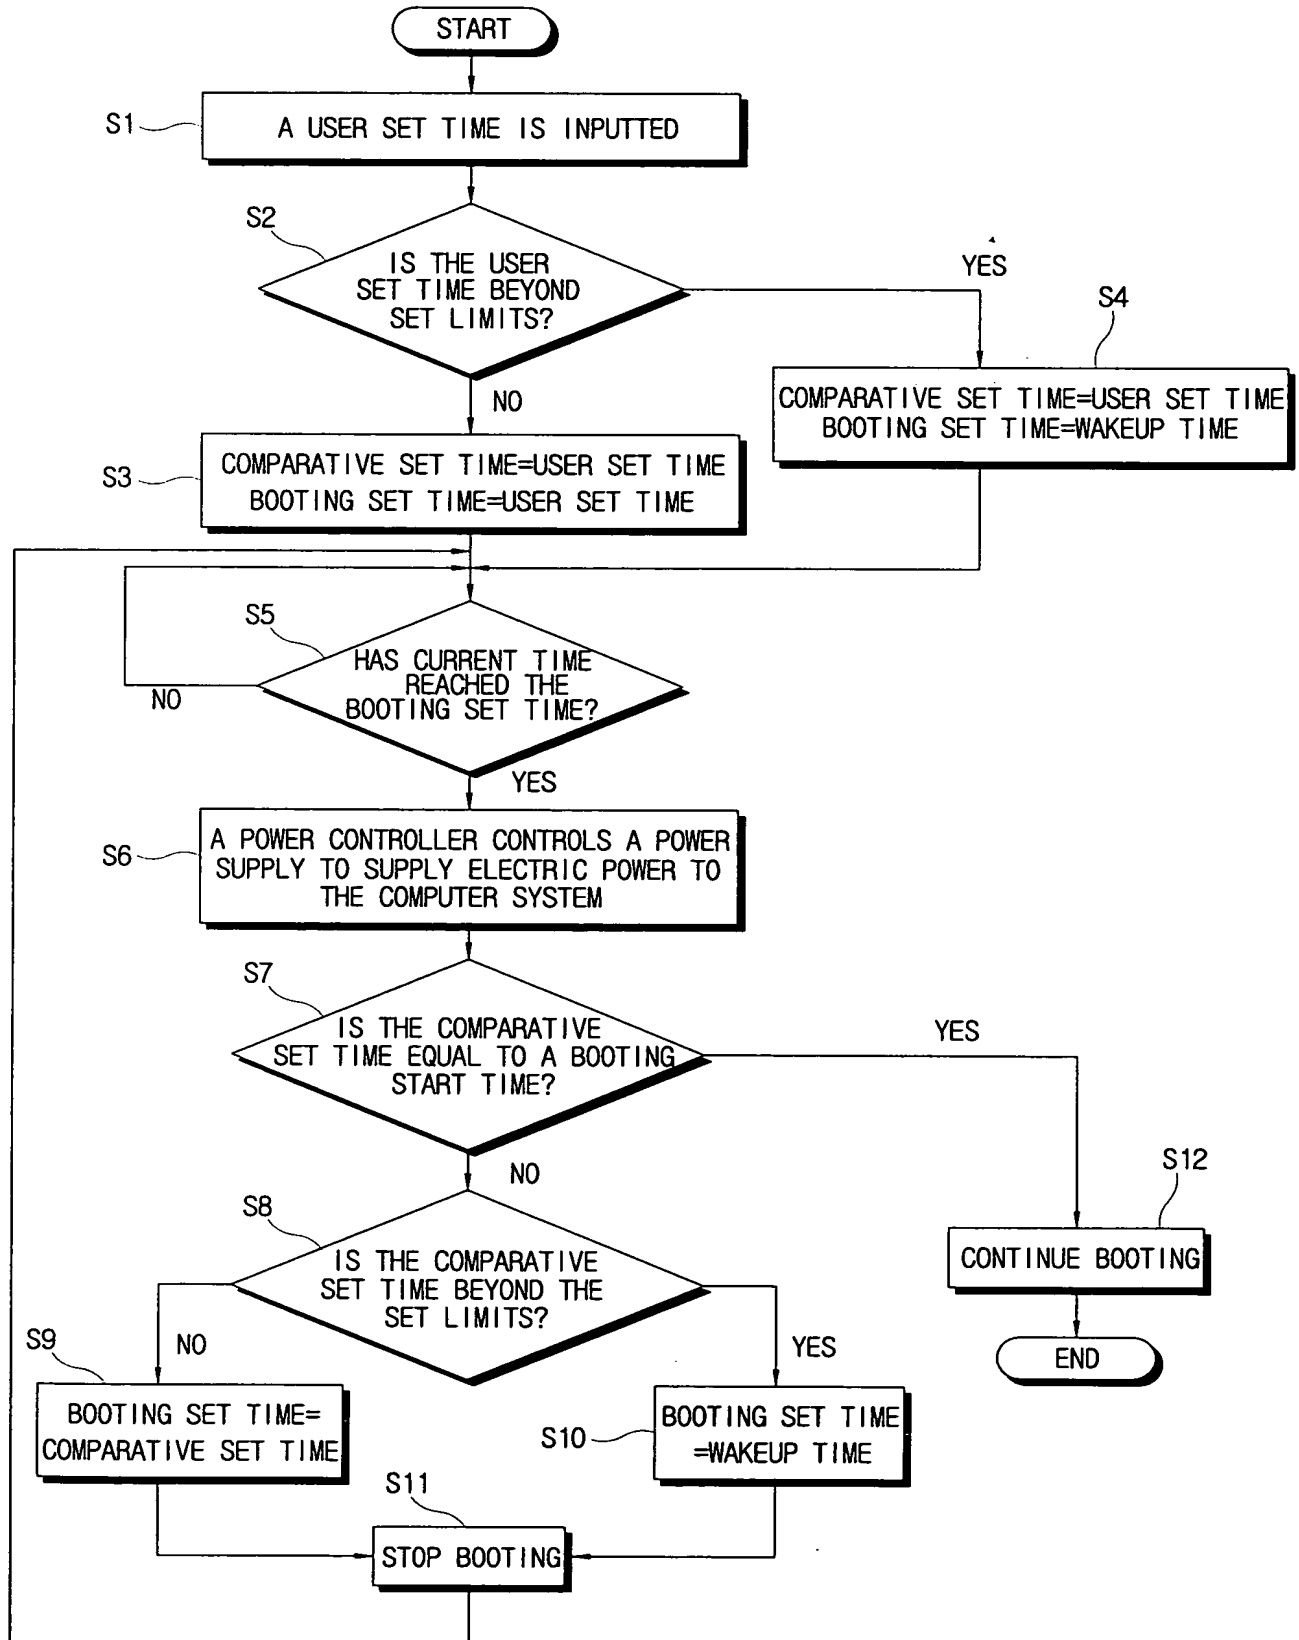 START
S1
A USER SET TIME IS INPUTTED
S2
IS THE USER
SET TIME BEYOND
SET LIMITS?
YES
S4
NO
COMPARATIVE SET TIME=USER SET TIME
BOOTING SET TIME=WAKEUP TIME
S3
COMPARATIVE SET TIME=USER SET TIME
BOOTING SET TIME=USER SET TIME
S5
HAS CURRENT TIME
REACHED THE
BOOTING SET TIME?
NO
YES
S6
A POWER CONTROLLER CONTROLS A POWER
SUPPLY TO SUPPLY ELECTRIC POWER TO
THE COMPUTER SYSTEM
S7
IS THE COMPARATIVE
SET TIME EQUAL TO A BOOTING
START TIME?
YES
NO
S12
S8
IS THE COMPARATIVE
SET TIME BEYOND THE
SET LIMITS?
CONTINUE BOOTING
END
NO
YES
S9
BOOTING SET TIME=
COMPARATIVE SET TIME
S10
BOOTING SET TIME
=WAKEUP TIME
S11
STOP BOOTING